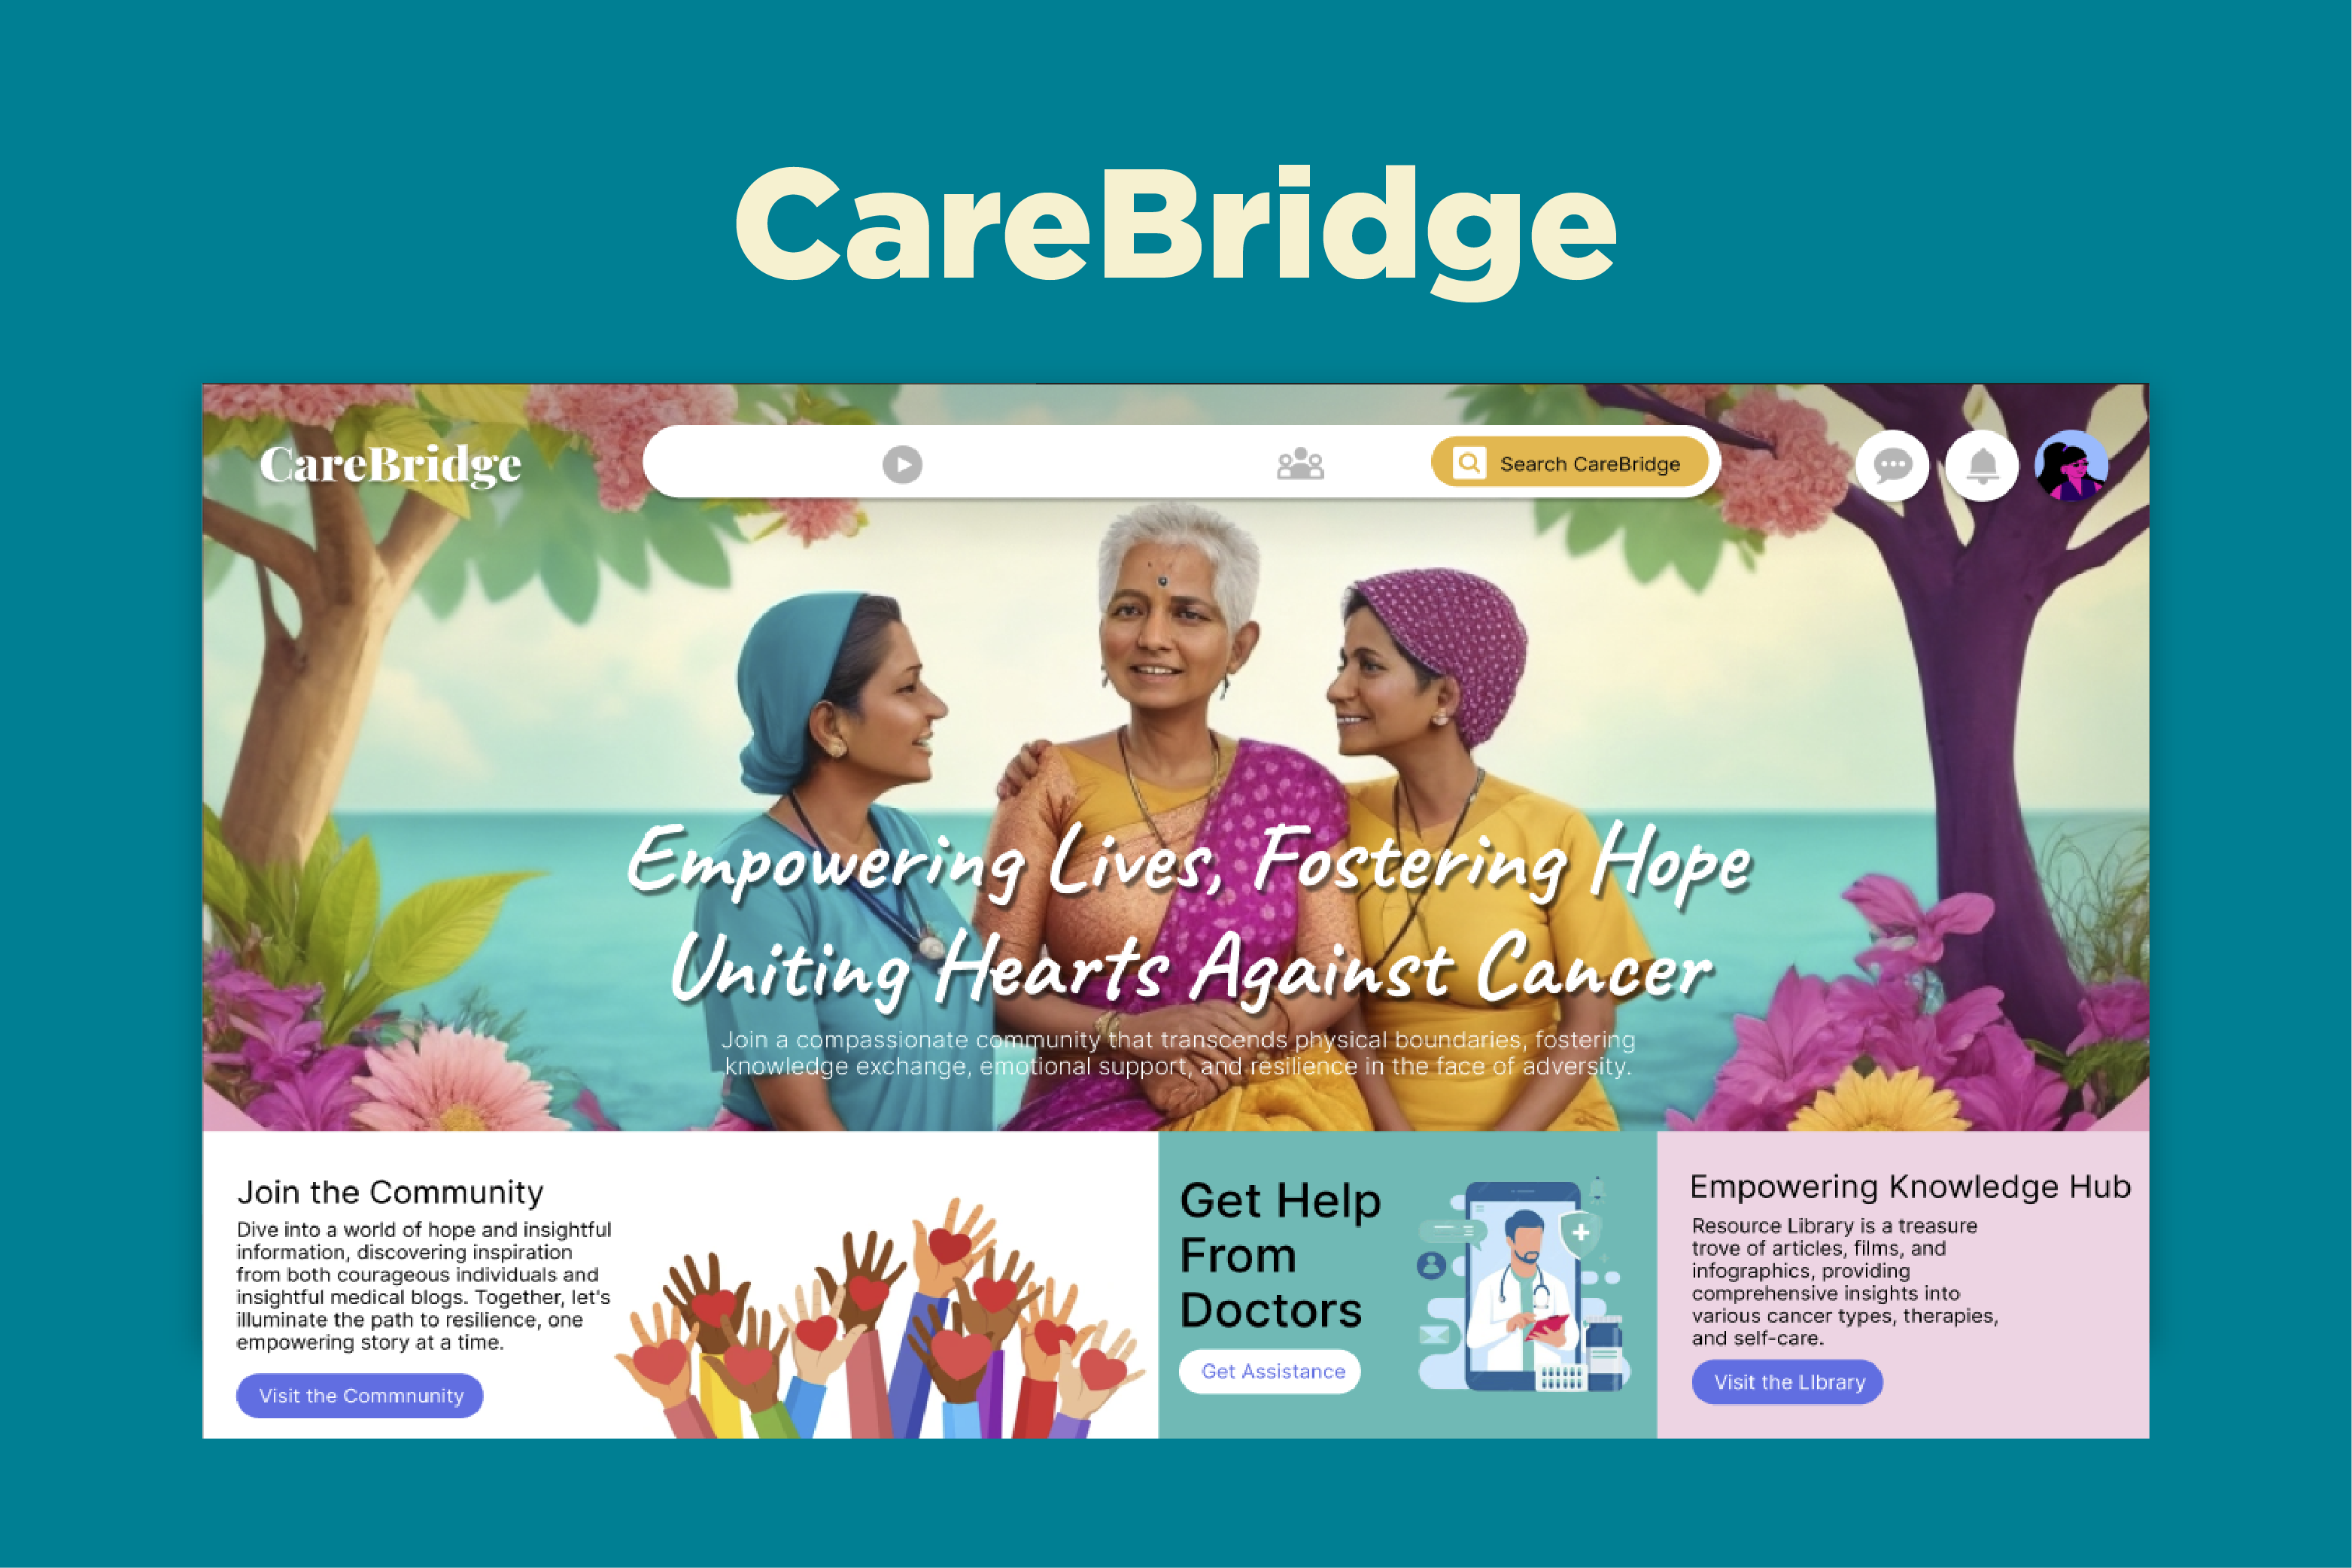 CareBridge
CareBridge
Search CareBridge
Empowering Lives, Fostering Hope
Uniting Hearts Against Cancer
Join a compassionate community that transcends physical boundaries, fostering
knowledge exchange, emotional support, and resilience in the face of adversity.
Join the Community
Dive into a world of hope and insightful
information, discovering inspiration
from both courageous individuals and
insightful medical blogs. Together, let's
illuminate the path to resilience, one
empowering story at a time.
Visit the Commnunity
Get Help
From
Doctors
Get Assistance
Empowering Knowledge Hub
Resource Library is a treasure
trove of articles, films, and
infographics, providing
comprehensive insights into
various cancer types, therapies,
and self-care.
Visit the LIbrary